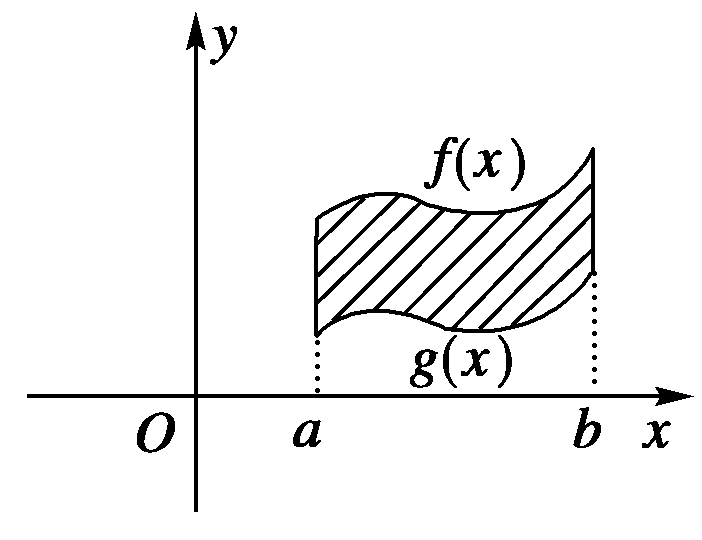 y
f(x)
g(x)
O a b x